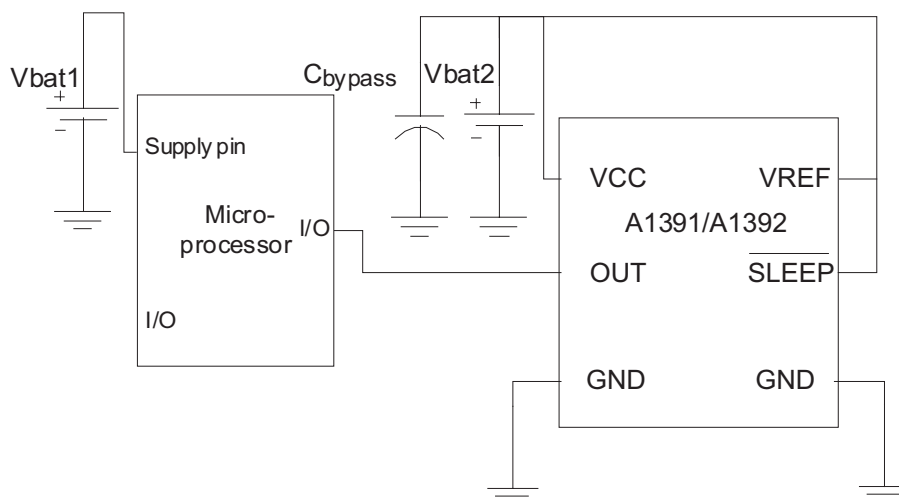 Vbat1
+
-
Supply pin
Micro-
processor
I/O
I/O
Cbypass
Vbat2
+
-
VCC
VREF
A1391/A1392
OUT
SLEEP
GND
GND